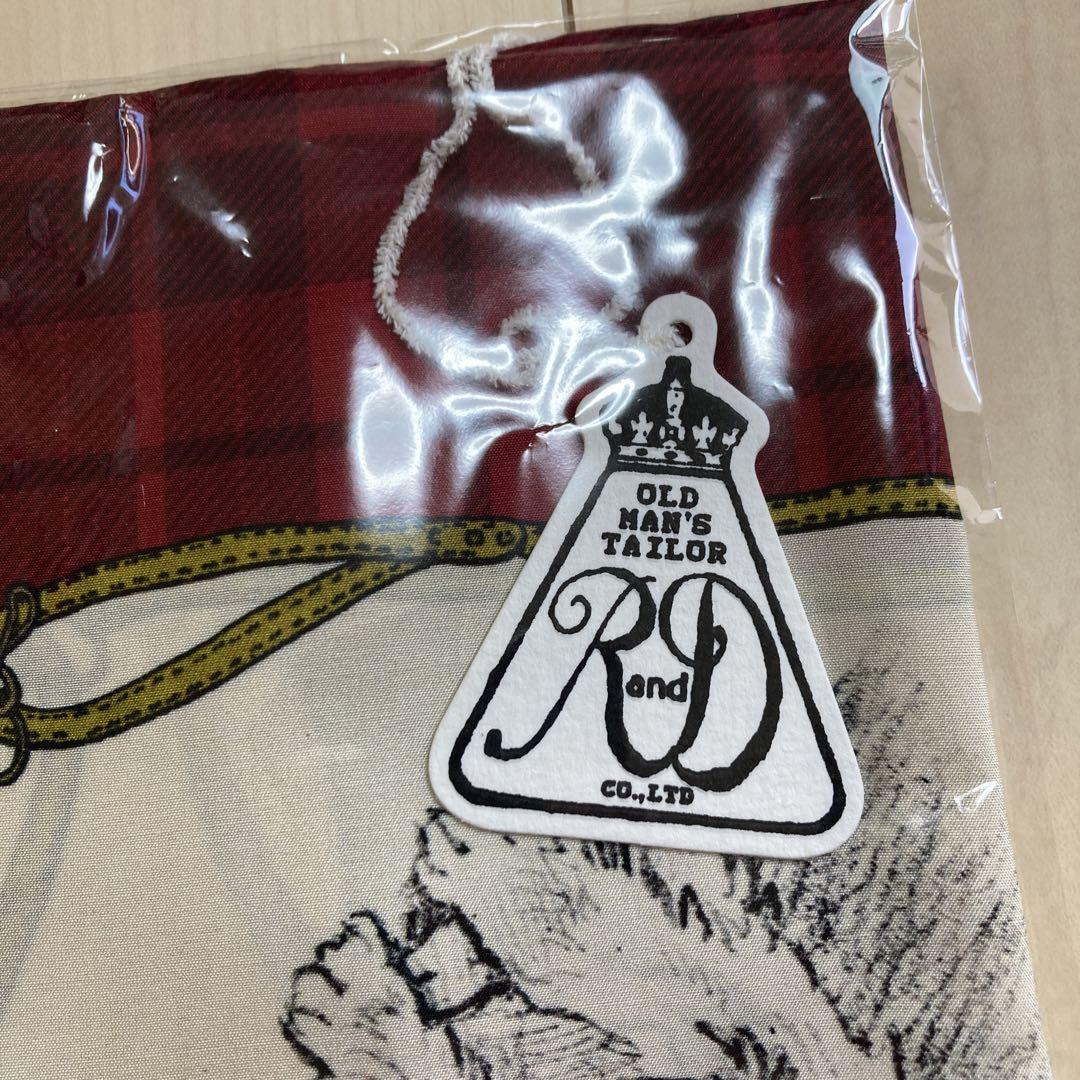 OLD
MAN'S
TAILOR
R and D
CO.,LTD